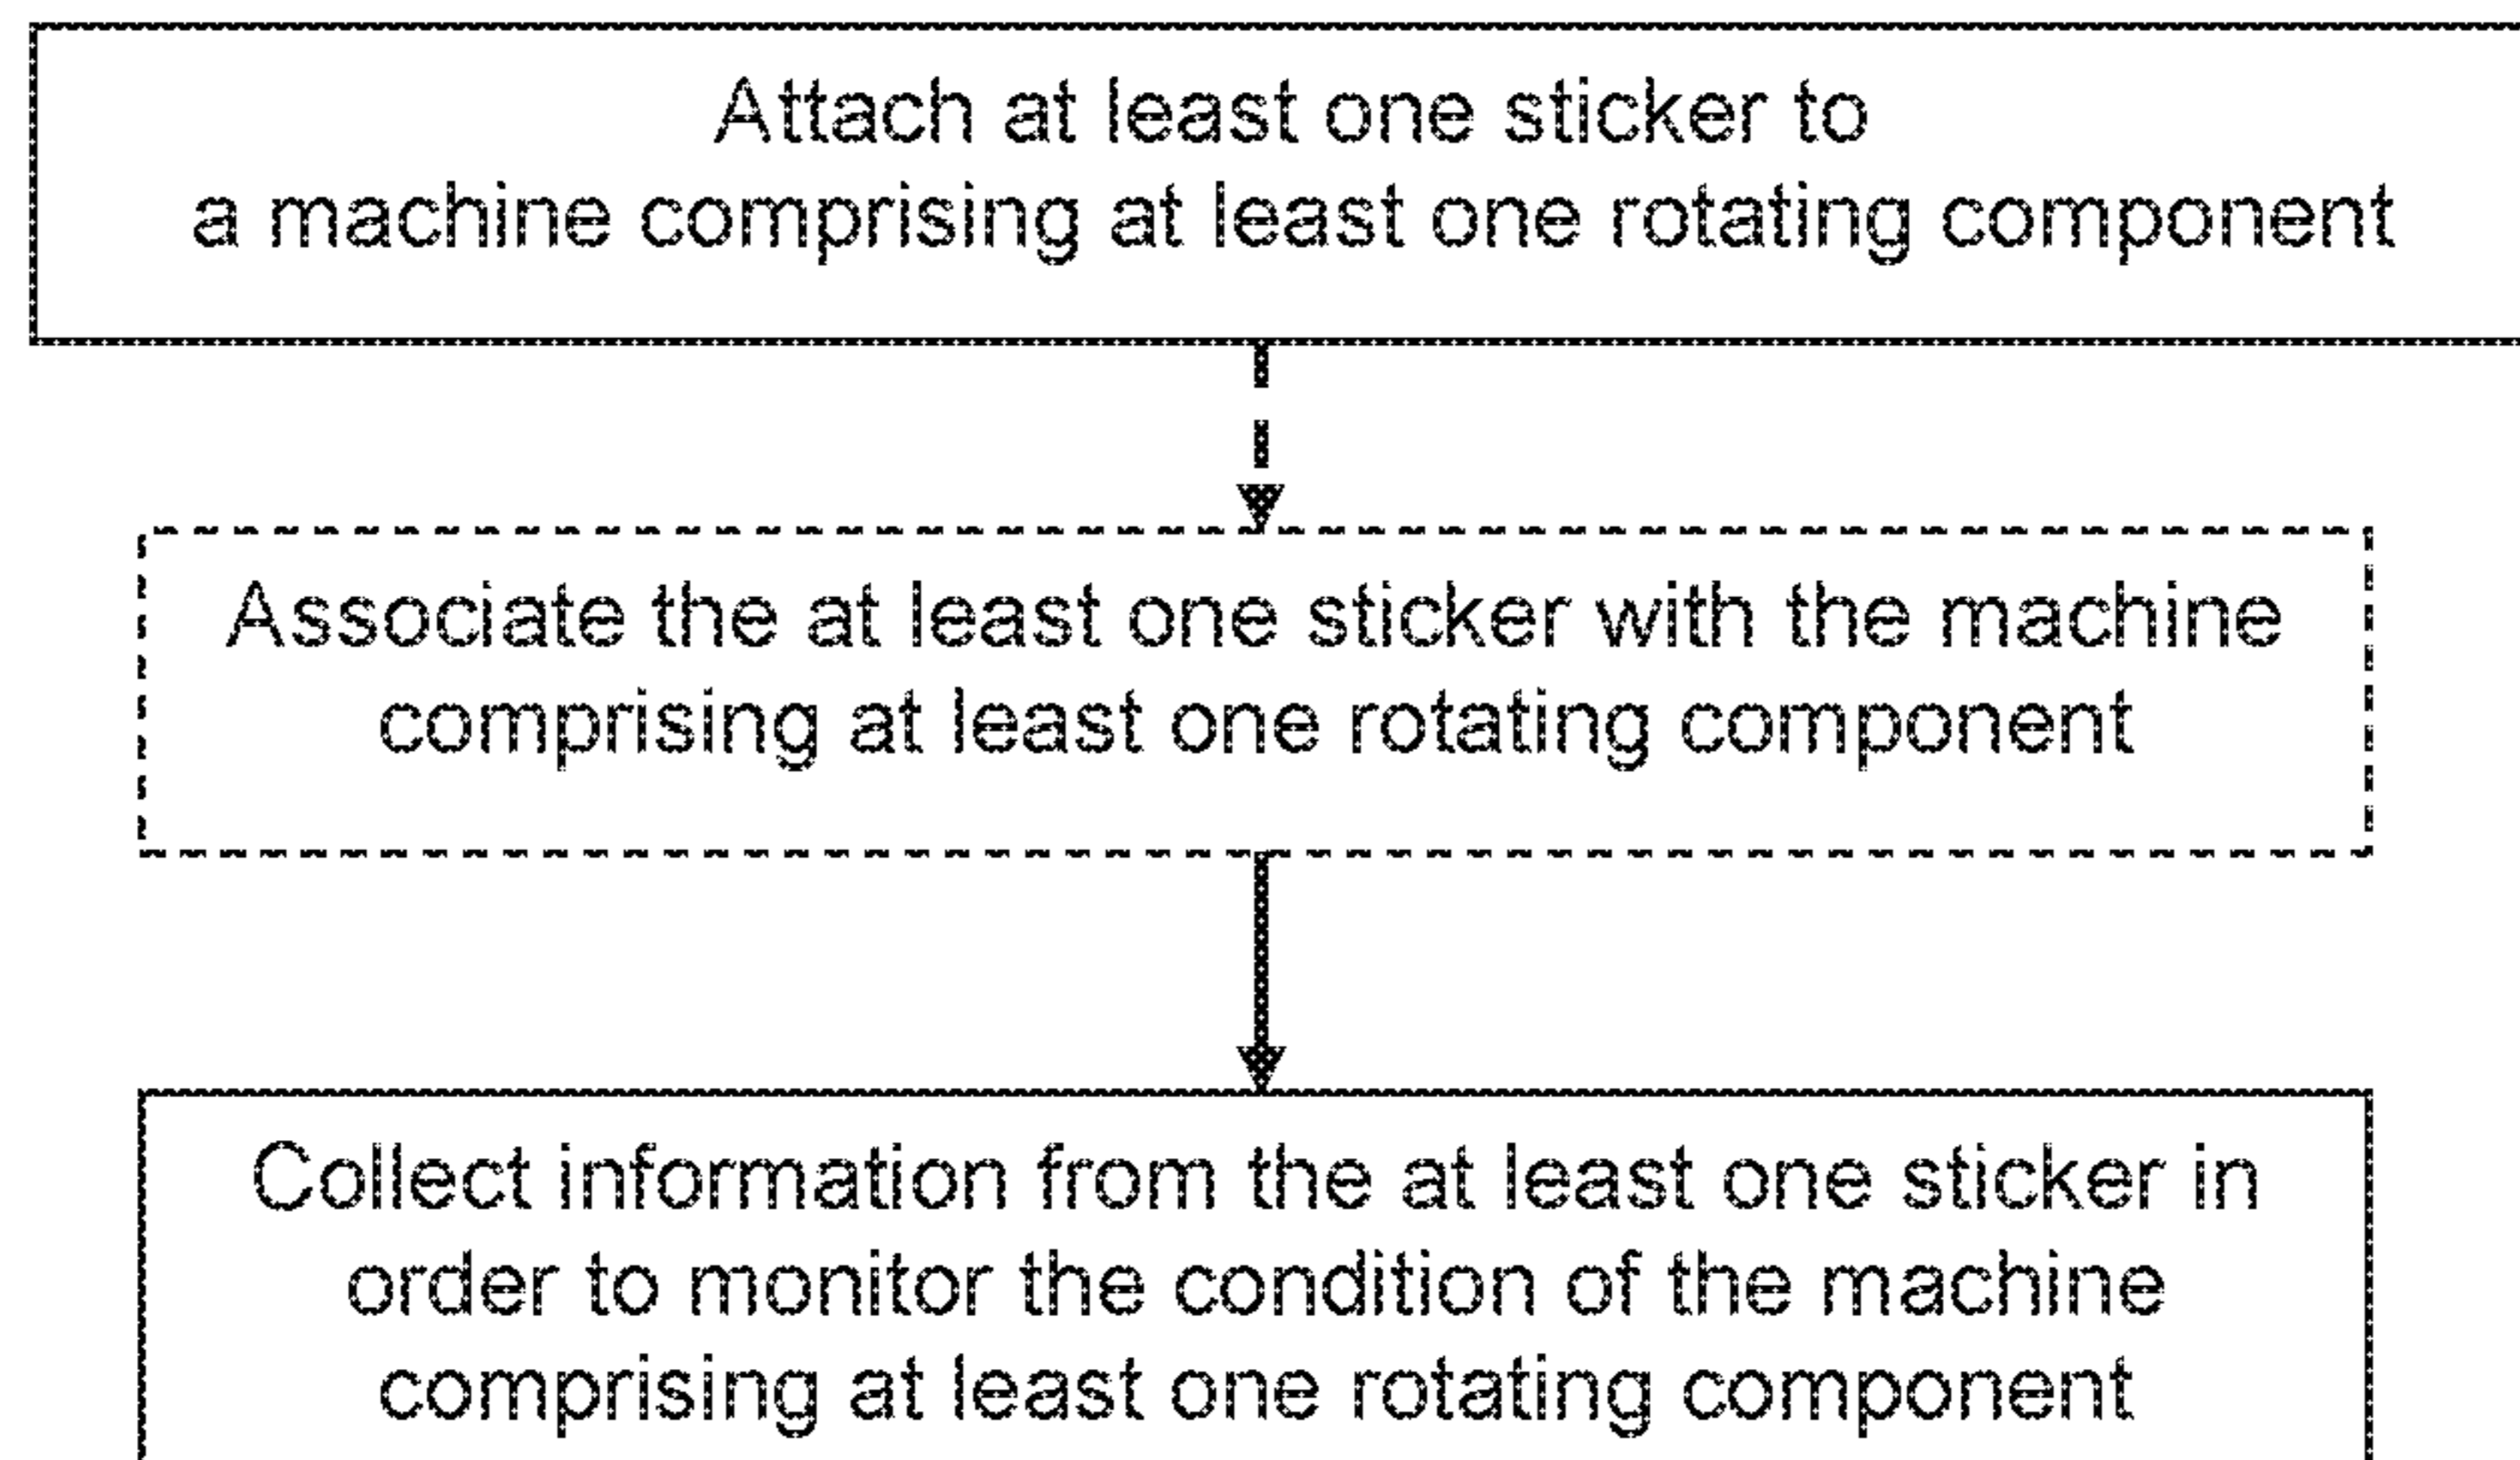 Attach at least one sticker to
a machine comprising at least one rotating component
Associate the at least one sticker with the machine
comprising at least one rotating component
Collect information from the at least one sticker in
order to monitor the condition of the machine
comprising at least one rotating component